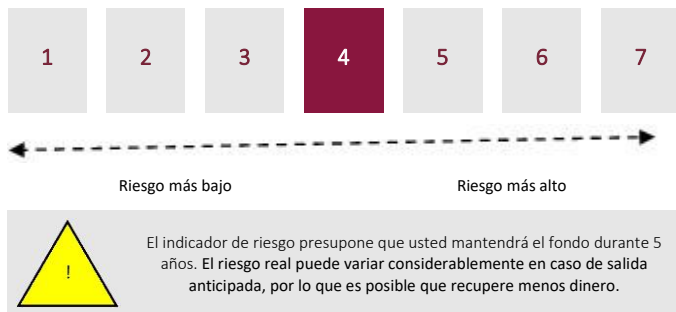 1 2 3 4 5 6 7
Riesgo más bajo Riesgo más alto
!
El indicador de riesgo presupone que usted mantendrá el fondo durante 5
años. El riesgo real puede variar considerablemente en caso de salida
anticipada, por lo que es posible que recupere menos dinero.